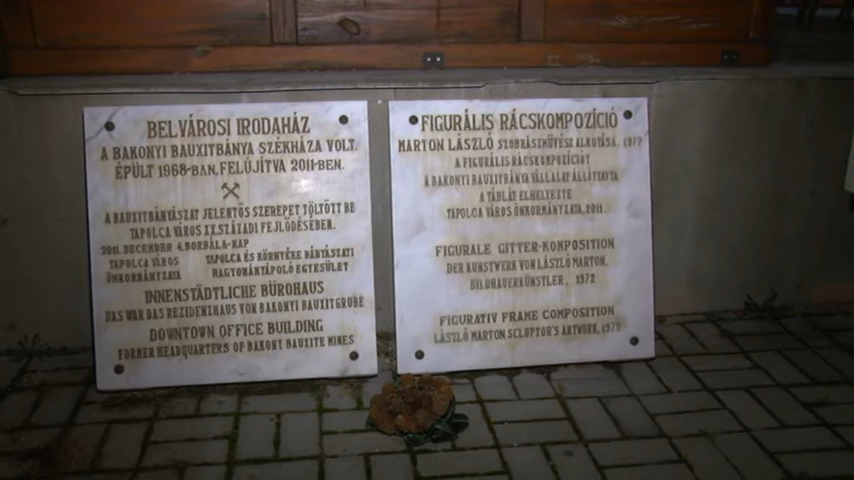 BELVÁROSI IRODAHÁZ
A BAKONYI BAUXITBÁNYA SZÉKHÁZA VOLT.
ÉPÜLT 1968-BAN, FELÚJÍTVA 2011-BEN.
A BAUXITBÁNYÁSZAT JELENTŐS SZEREPET TÖLTÖTT BE
TAPOLCA VÁROS XX.SZÁZADI FEJLŐDÉSÉBEN.
2011.DECEMBER 4.BORBÁLA-NAP
TAPOLCA VÁROS
ÖNKORMÁNYZATA
TAPOLCA ÉS KÖRNYÉKE BÁNYÁSZATI
HAGYOMÁNYTÁPOLÓ EGYESÜLET
INNENSTÄDTLICHE BÜROHAUS
DAS WAR DAS REZIDENZHAUS VON BAKONYI BAUXITGRUBE
DOWNTOWN OFFICE BUILDING
FORMER HEADQUARTERS OF BAKONY BAUXITE MINES
FIGURÁLIS RÁCSKOMPOZÍCIÓ
MARTON LÁSZLÓ SZOBRÁSZMŰVÉSZ ALKOTÁSA. 1972
A FIGURÁLIS RÁCSKOMPOZÍCIÓT
A BAKONYI BAUXITBÁNYA VÁLLALAT ÁLLÍTTATTA
A TÁBLÁT ELHELYEZTE
TAPOLCA VÁROS ÖNKORMÁNYZATA. 2011
FIGURALE GITTER-KOMPOSITION
DER KUNSTWERK VON LÁSZLÓ MARTON.
BILDHAUERKÜNSTLER. 1972
FIGURATIV FRAME COMPOSITION
LÁSZLÓ MARTON SCULPTOR'S ARTWORK. 1972